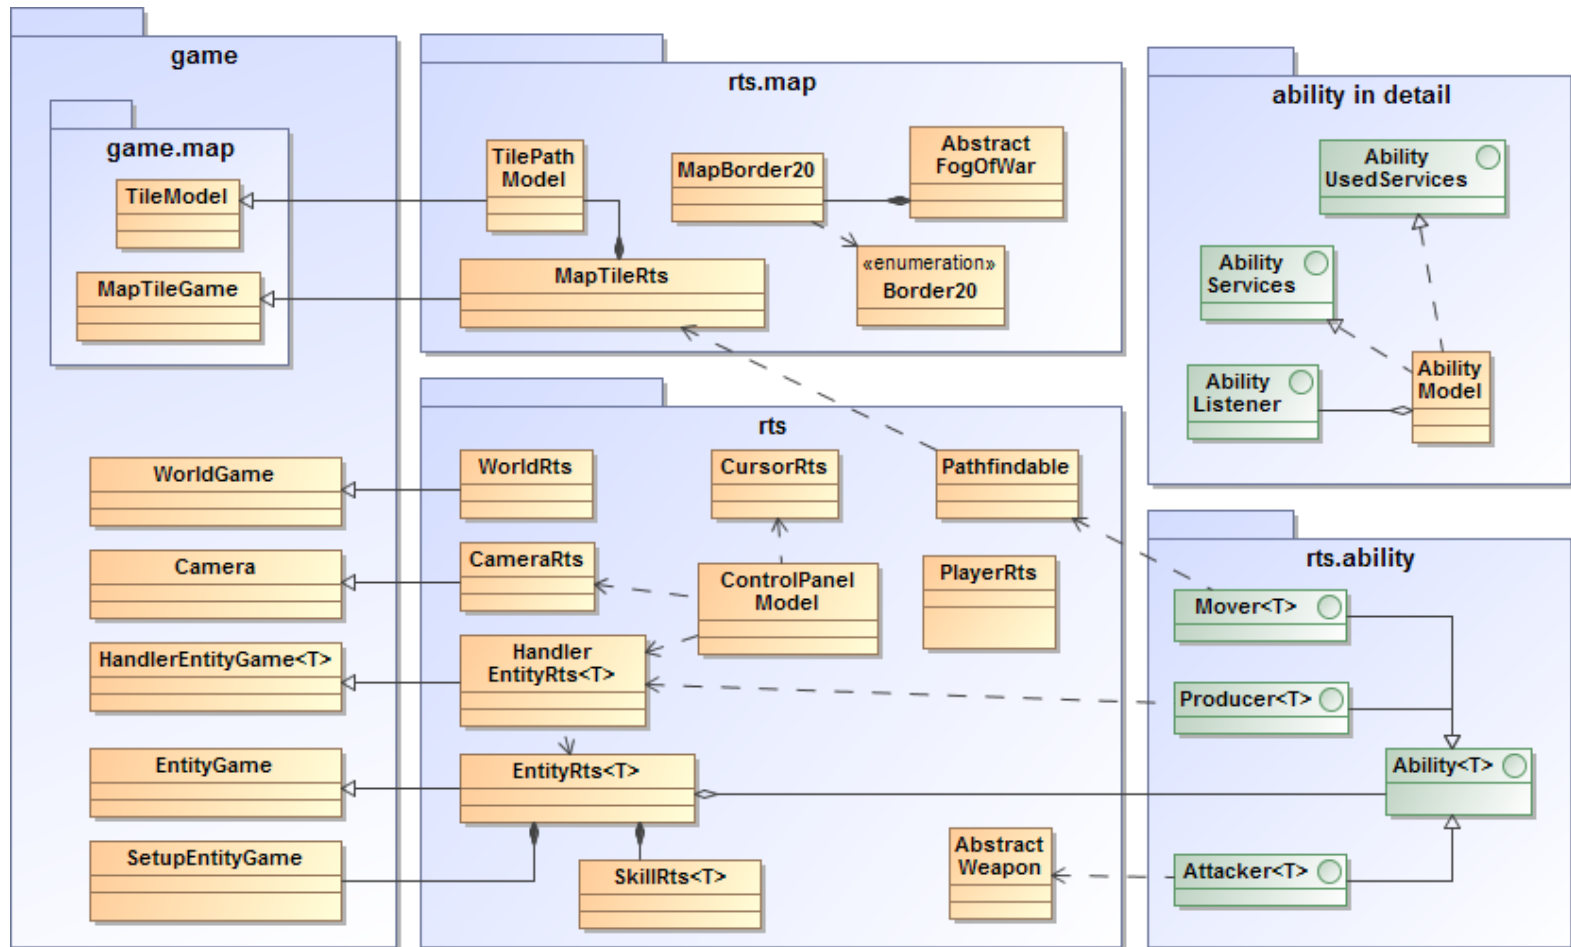 game
game.map
TileModel
MapTileGame
WorldGame
Camera
HandlerEntityGame<T>
EntityGame
SetupEntityGame
rts.map
TilePath
Model
MapBorder20
Abstract
FogOfWar
«enumeration»
Border20
MapTileRts
rts
WorldRts
CursorRts
Pathfindable
CameraRts
ControlPanel
Model
PlayerRts
Handler
EntityRts<T>
EntityRts<T>
SkillRts<T>
Abstract
Weapon
ability in detail
Ability
UsedServices
Ability
Services
Ability
Listener
Ability
Model
rts.ability
Mover<T>
Producer<T>
Ability<T>
Attacker<T>